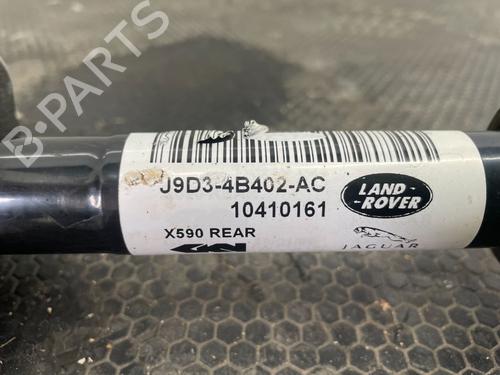 B-PARTS
J9D3-4B402-AC
10410161
X590 REAR
LAND
-ROVER
JAGUAR